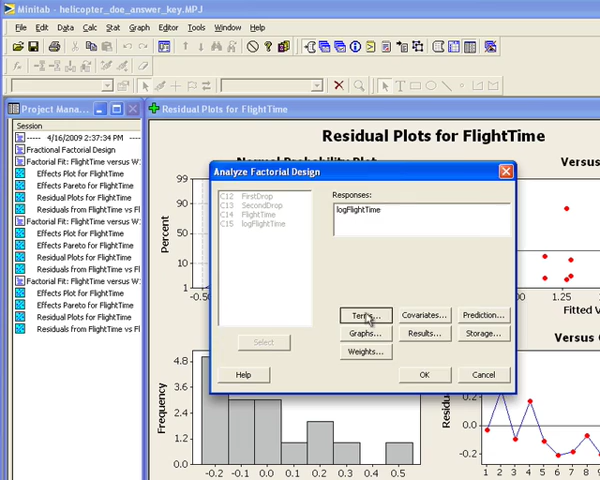 Minitab - helicopter_doe_answer_key.MPJ
File Edit Data Calc Stat Graph Editor Tools Window Help
Project Mana...
Residual Plots for FlightTime
Session
4/16/2009 2:37:34 PM
Fractional Factorial Design
Factorial Fit: FlightTime versus W
Effects Plot for FlightTime
Effects Pareto for FlightTime
Residual Plots for FlightTime
Residuals from FlightTime vs Fl
Factorial Fit: FlightTime versus W
Effects Plot for FlightTime
Effects Pareto for FlightTime
Residual Plots for FlightTime
Residuals from FlightTime vs Fl
Factorial Fit: FlightTime versus W
Effects Plot for FlightTime
Effects Pareto for FlightTime
Residual Plots for FlightTime
Residuals from FlightTime vs Fl
Residual Plots for FlightTime
Normal Probability Plot
Versus
99
90
50
10
1
Percent
-0.50
1.25
1.50
Fitted V
Analyze Factorial Design
C12 FirstDrop
C13 SecondDrop
C14 FlightTime
C15 logFlightTime
Responses:
logFlightTime
Terms... Covariates... Prediction...
Graphs... Results... Storage...
Weights...
Select
Help OK Cancel
Versus O
4.8
3.6
2.4
1.2
0.0
Frequency
-0.2 -0.1 0.0 0.1 0.2 0.3 0.4 0.5
Residu
0.0
-0.2
1 2 3 4 5 6 7 8 9